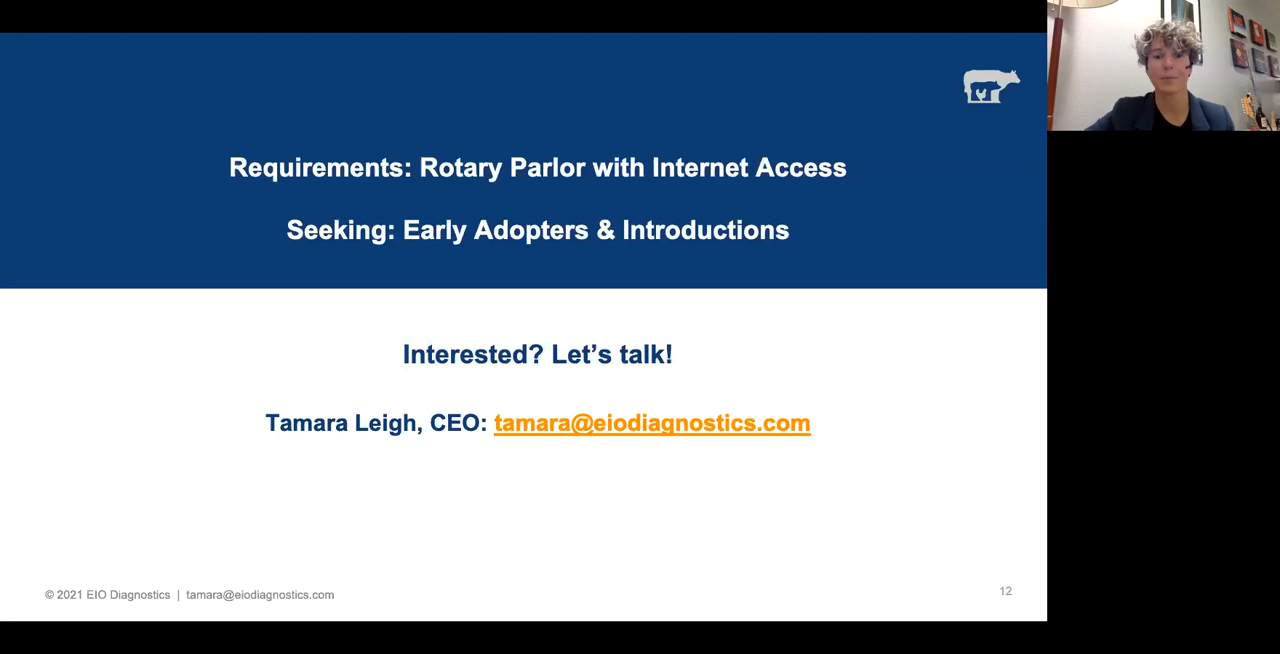 Requirements: Rotary Parlor with Internet Access
Seeking: Early Adopters & Introductions
Interested? Let’s talk!
Tamara Leigh, CEO: tamara@eiodiagnostics.com
© 2021 EIO Diagnostics | tamara@eiodiagnostics.com
12